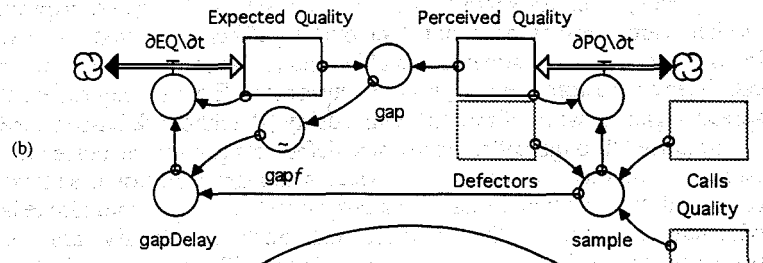 Expected Quality
Perceived Quality
∂EQ\∂t
∂PQ\∂t
gap
(b)
~
gapf
Defectors
Calls
Quality
gapDelay
sample